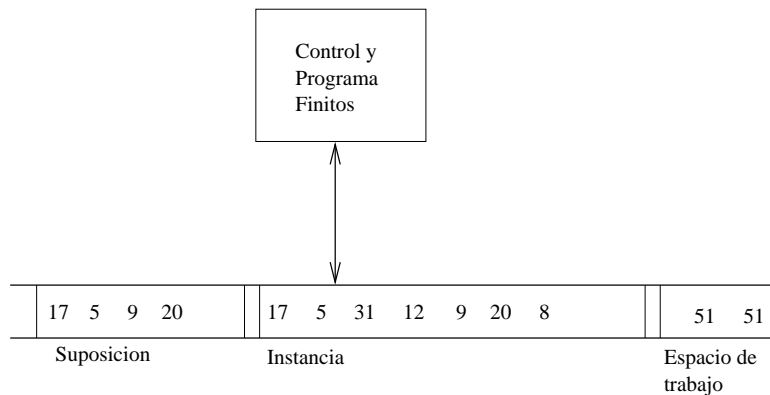 Control y
Programa
Finitos
17 5 9 20
17 5 31 12 9 20 8
51 51
Suposicion
Instancia
Espacio de
trabajo